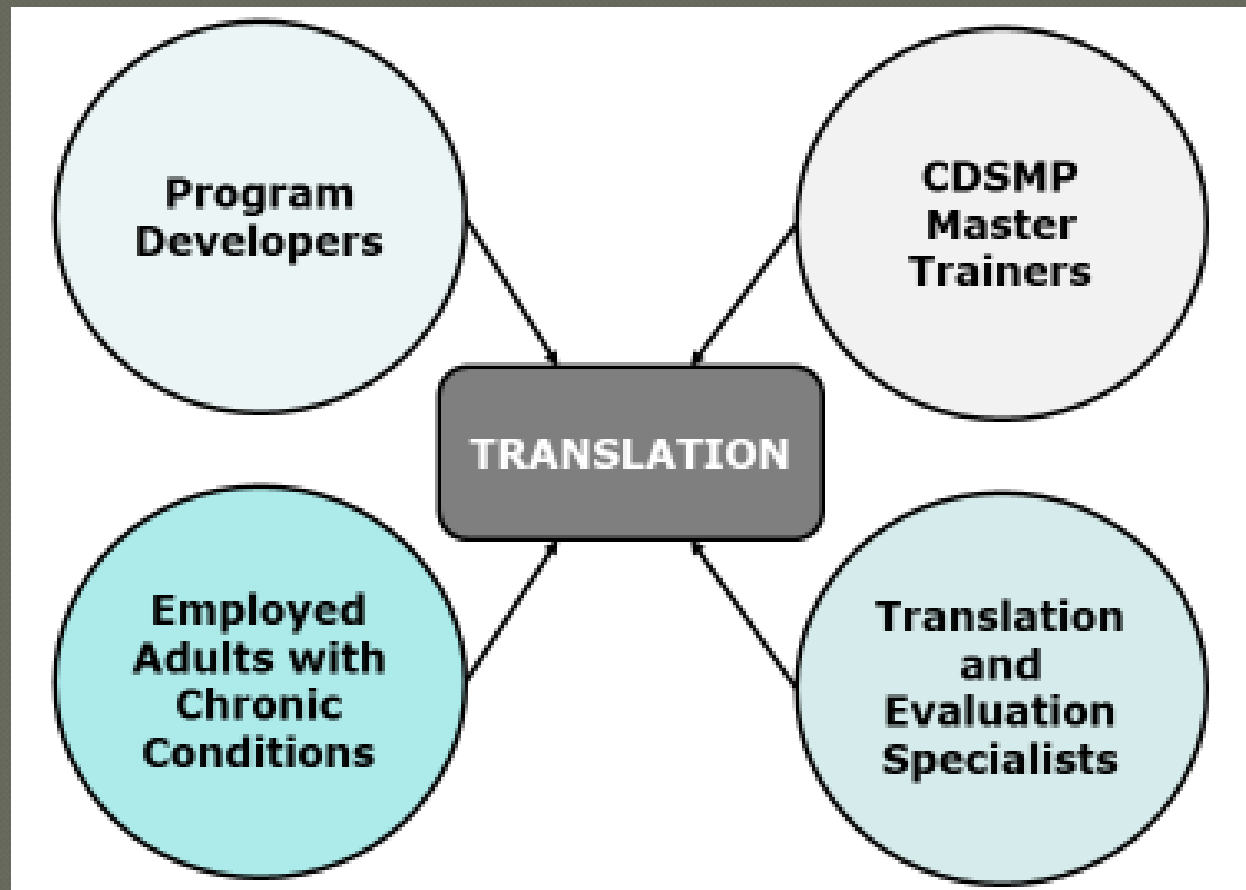 Program
Developers
CDSMP
Master
Trainers
TRANSLATION
Employed
Adults with
Chronic
Conditions
Translation
and
Evaluation
Specialists